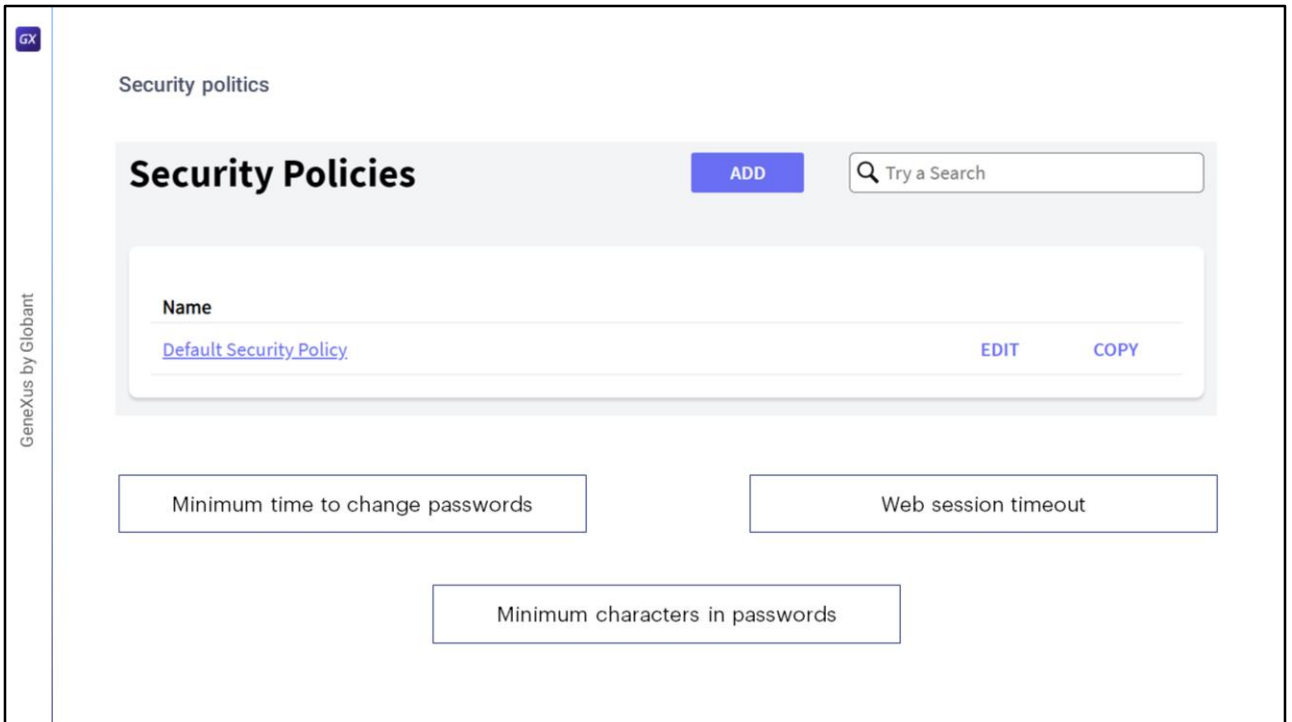 GX
Security politics
Security Policies
ADD
Try a Search
Name
Default Security Policy
EDIT
COPY
GeneXus by Globant
Minimum time to change passwords
Web session timeout
Minimum characters in passwords